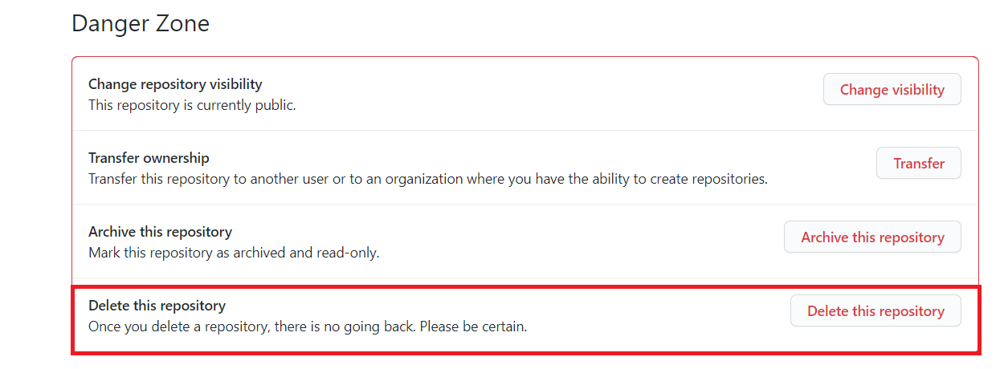 Danger Zone
Change repository visibility
This repository is currently public.
Change visibility
Transfer ownership
Transfer this repository to another user or to an organization where you have the ability to create repositories.
Transfer
Archive this repository
Mark this repository as archived and read-only.
Archive this repository
Delete this repository
Once you delete a repository, there is no going back. Please be certain.
Delete this repository